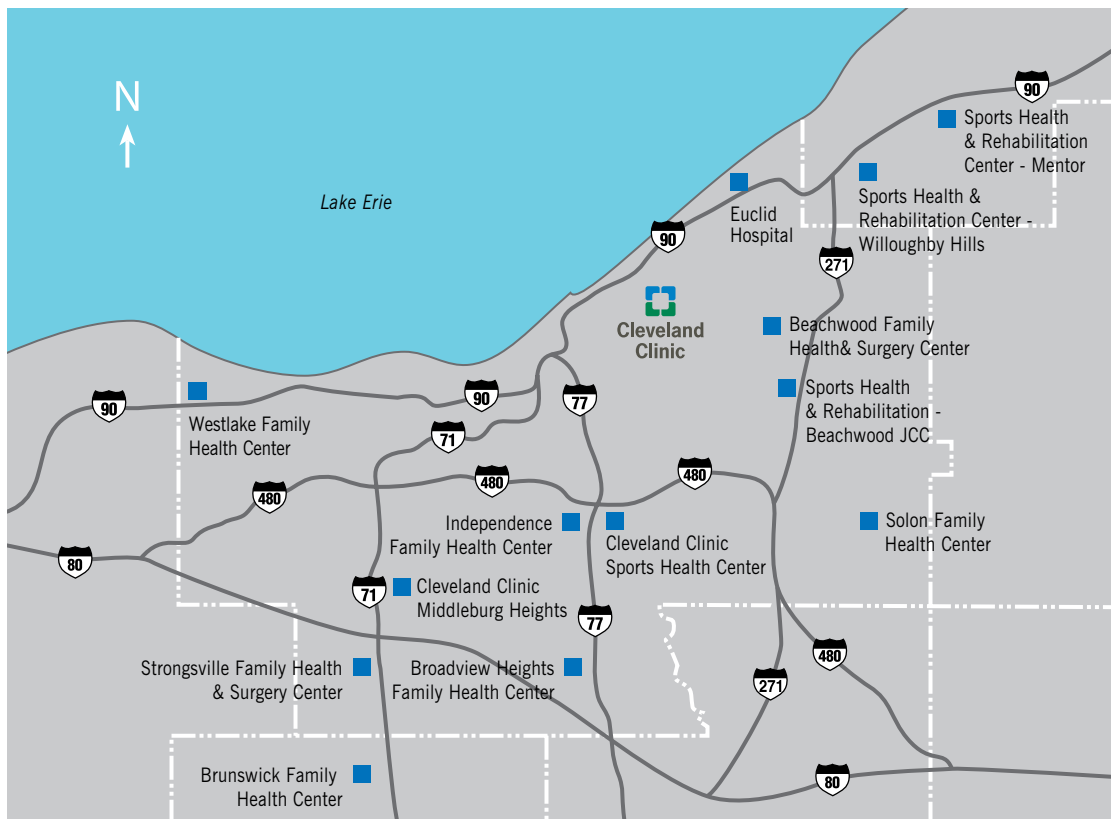 N
Lake Erie
90
Sports Health
& Rehabilitation
Center - Mentor
Sports Health &
Rehabilitation Center -
Willoughby Hills
Euclid
Hospital
90
271
Cleveland
Clinic
Beachwood Family
Health& Surgery Center
Sports Health
& Rehabilitation -
Beachwood JCC
90
Westlake Family
Health Center
90
77
71
480
480
480
Independence
Family Health Center
Cleveland Clinic
Sports Health Center
Solon Family
Health Center
80
71
Cleveland Clinic
Middleburg Heights
77
480
Strongsville Family Health
& Surgery Center
Broadview Heights
Family Health Center
271
Brunswick Family
Health Center
80